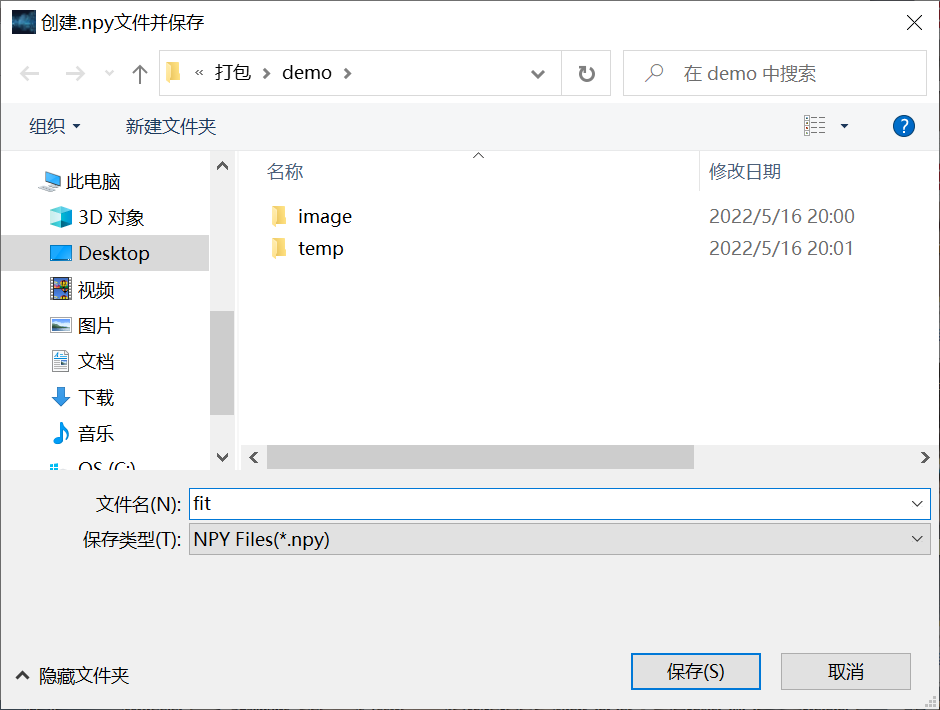 创建.npy文件并保存
« 打包 > demo >
在 demo 中搜索
组织
新建文件夹
?
名称
修改日期
此电脑
3D 对象
Desktop
视频
图片
文档
下载
音乐
OS (C:)
image
2022/5/16 20:00
temp
2022/5/16 20:01
文件名(N): fit
保存类型(T): NPY Files(*.npy)
隐藏文件夹
保存(S)
取消